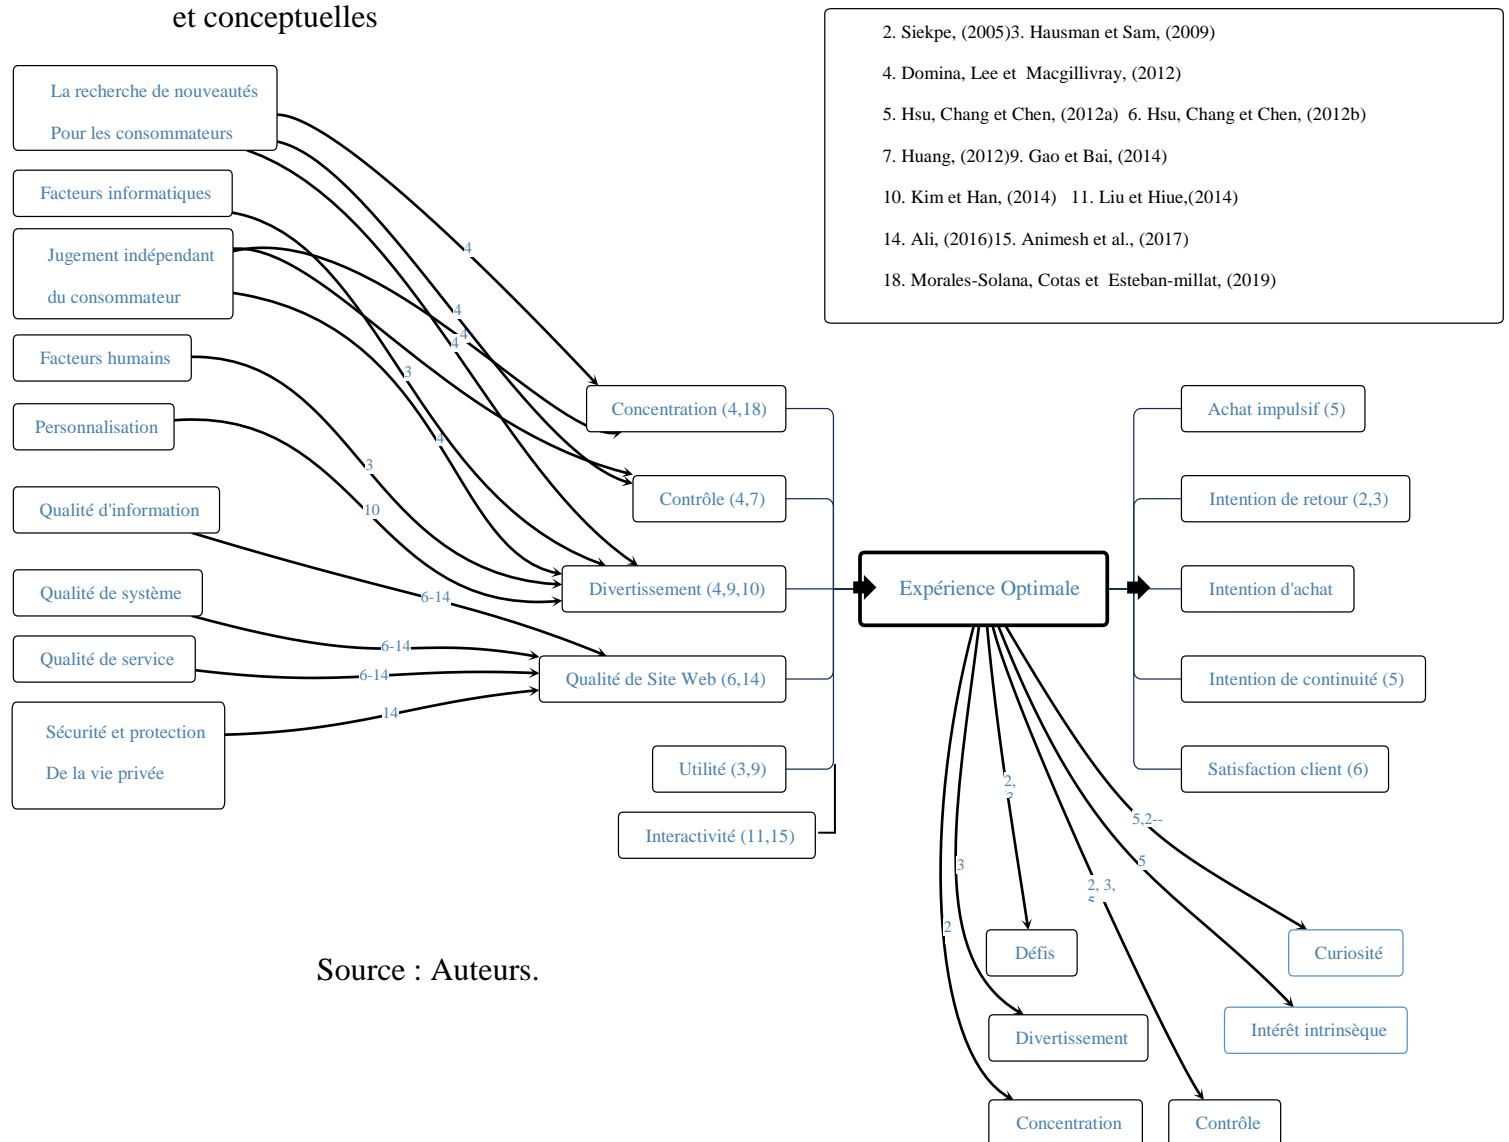 et conceptuelles
2. Siekpe, (2005)3. Hausman et Sam, (2009)
4. Domina, Lee et Macgillivray, (2012)
5. Hsu, Chang et Chen, (2012a) 6. Hsu, Chang et Chen, (2012b)
7. Huang, (2012)9. Gao et Bai, (2014)
10. Kim et Han, (2014) 11. Liu et Hiue,(2014)
14. Ali, (2016)15. Animesh et al., (2017)
18. Morales-Solana, Cotas et Esteban-millat, (2019)
La recherche de nouveautés
Pour les consommateurs
Facteurs informatiques
Jugement indépendant
du consommateur
Facteurs humains
Personnalisation
Qualité d'information
Qualité de système
Qualité de service
Sécurité et protection
De la vie privée
4
4
4
4
3
4
3
10
6-14
6-14
6-14
14
Concentration (4,18)
Contrôle (4,7)
Divertissement (4,9,10)
Qualité de Site Web (6,14)
Utilité (3,9)
Interactivité (11,15)
Expérience Optimale
Achat impulsif (5)
Intention de retour (2,3)
Intention d'achat
Intention de continuité (5)
Satisfaction client (6)
2,
3
5,2--
5
3
2, 3,
5
2
Défis
Curiosité
Divertissement
Intérêt intrinsèque
Concentration
Contrôle
Source : Auteurs.